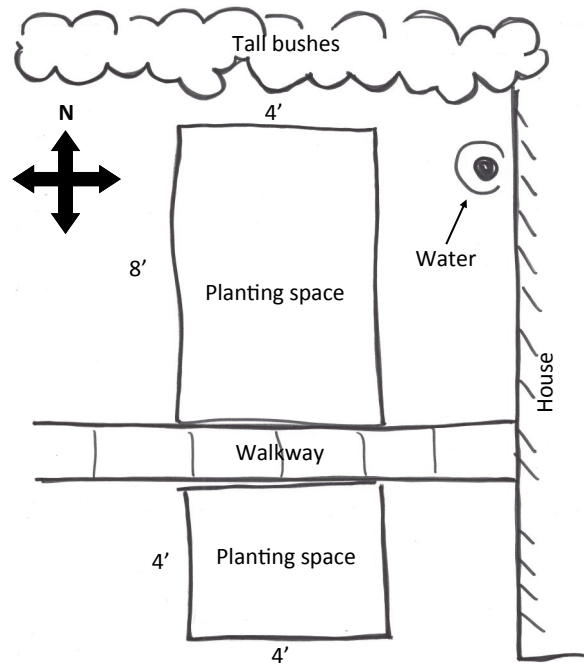 Tall bushes
N
4’
8’
Water
Planting space
House
Walkway
4’
Planting space
4’